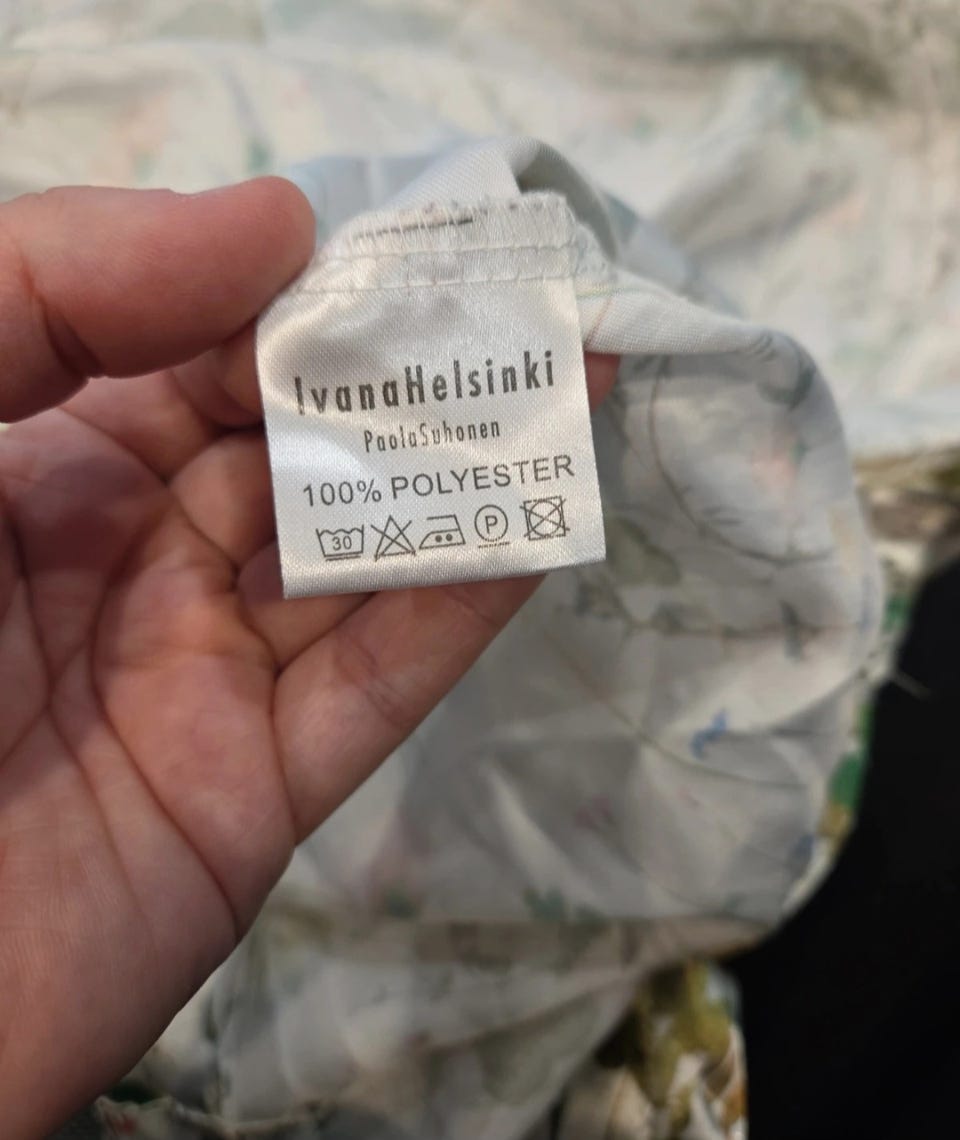 IvanaHelsinki
PaolaSuhonen
100% POLYESTER
30 P